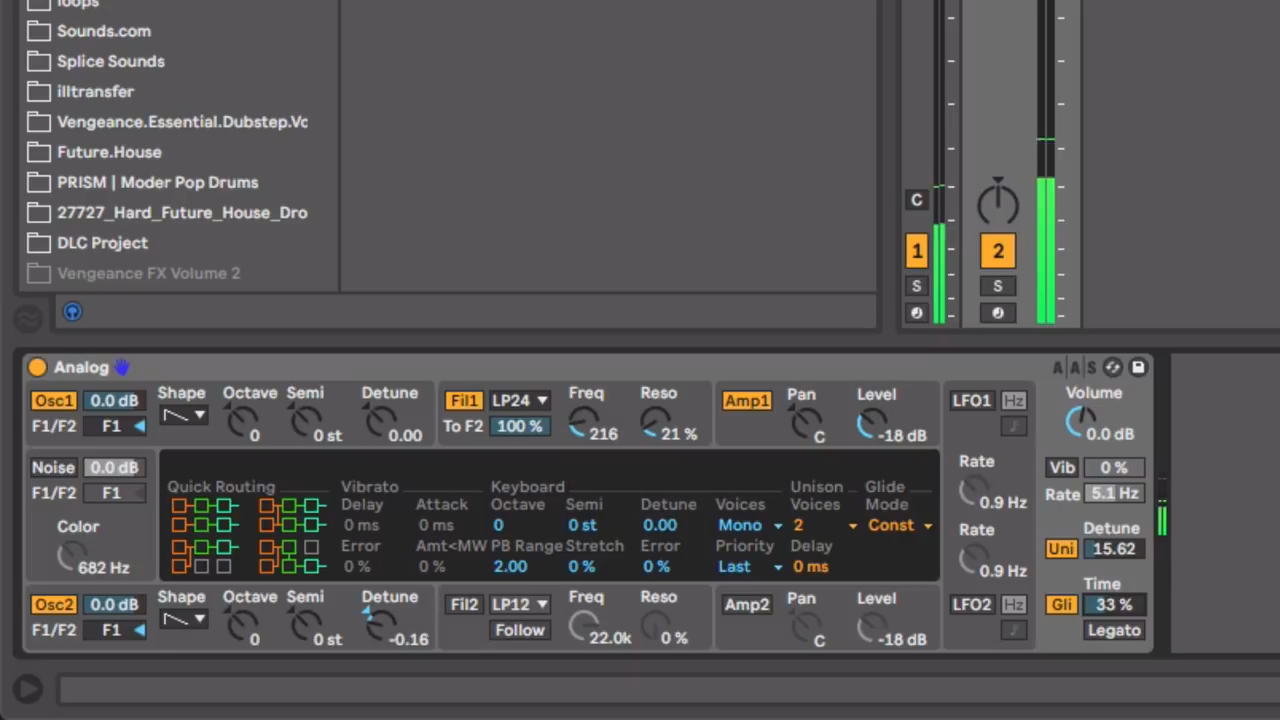 loops
Sounds.com
Splice Sounds
illtransfer
Vengeance.Essential.Dubstep.Vc
Future.House
PRISM | Moder Pop Drums
27727_Hard_Future_House_Dro
DLC Project
Vengeance FX Volume 2
C
1 2
S S
Analog A A S
Osc1 0.0 dB Shape Octave Semi Detune
F1/F2 F1 0 0 st 0.00
Fil1 LP24 Freq Reso
To F2 100 % 216 21 %
Amp1 Pan Level
C -18 dB
LFO1 Hz
Volume
0.0 dB
Noise 0.0 dB
F1/F2 F1
Color
682 Hz
Quick Routing Vibrato Keyboard Unison Glide
Delay Attack Octave Semi Detune Voices Voices Mode
0 ms 0 ms 0 0 st 0.00 Mono 2 Const
Error Amt<MW PB Range Stretch Error Priority Delay
0 % 0 % 2.00 0 % 0 % Last 0 ms
Rate
0.9 Hz
Rate
0.9 Hz
Vib 0 %
Rate 5.1 Hz
Detune
Uni 15.62
Time
Gli 33 %
Legato
Osc2 0.0 dB Shape Octave Semi Detune
F1/F2 F1 0 0 st -0.16
Fil2 LP12 Freq Reso
Follow 22.0k 0 %
Amp2 Pan Level
C -18 dB
LFO2 Hz